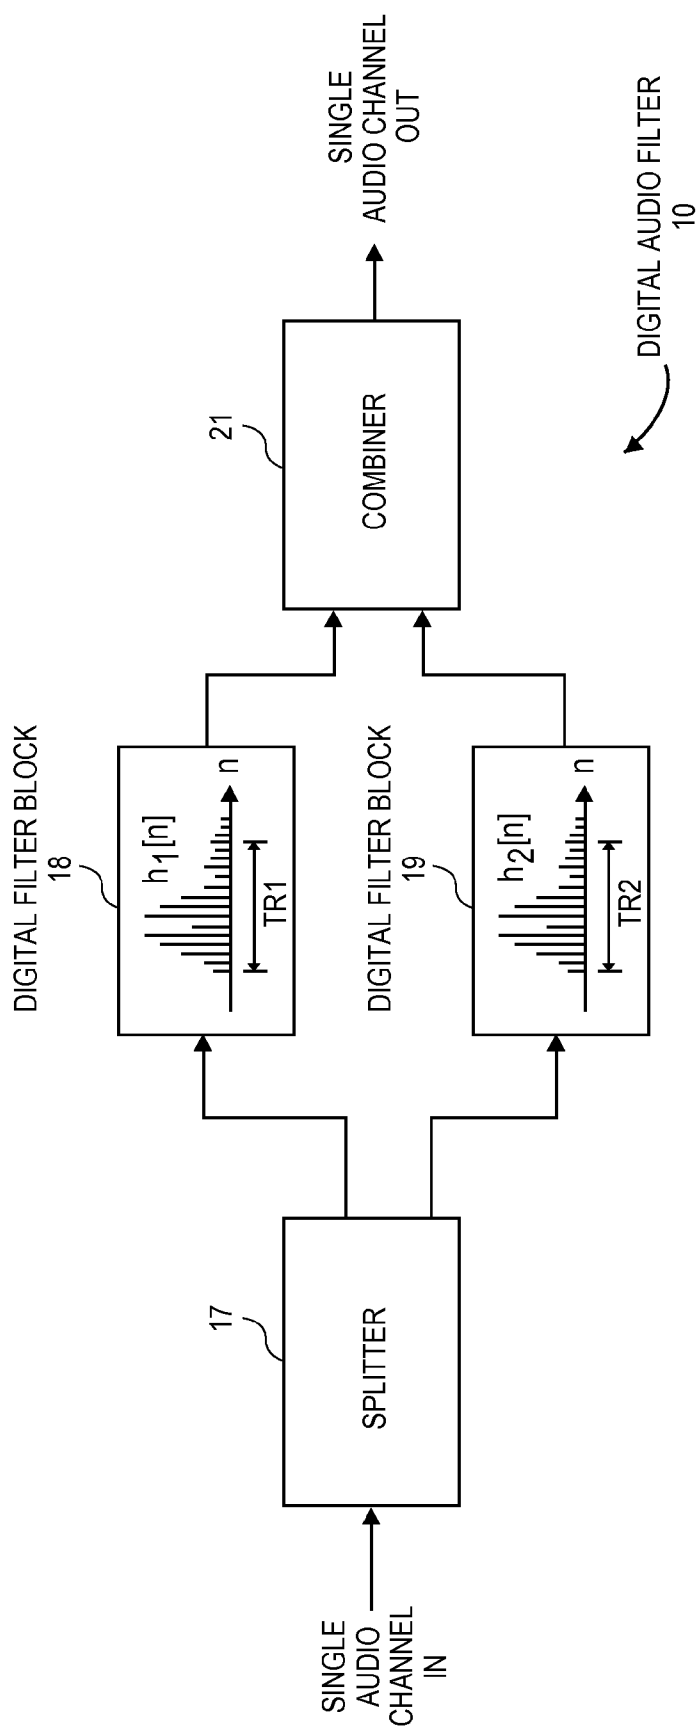 SINGLE
AUDIO
CHANNEL
IN
17
SPLITTER
DIGITAL FILTER BLOCK
18
h1[n]
n
TR1
DIGITAL FILTER BLOCK
19
h2[n]
n
TR2
21
COMBINER
SINGLE
AUDIO CHANNEL
OUT
DIGITAL AUDIO FILTER
10